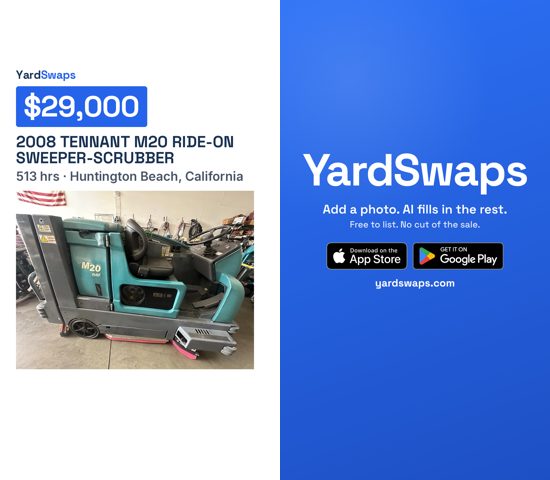 YardSwaps
$29,000
2008 TENNANT M20 RIDE-ON
SWEEPER-SCRUBBER
513 hrs · Huntington Beach, California
M20
YardSwaps
Add a photo. AI fills in the rest.
Free to list. No cut of the sale.
Download on the
App Store
GET IT ON
Google Play
yardswaps.com